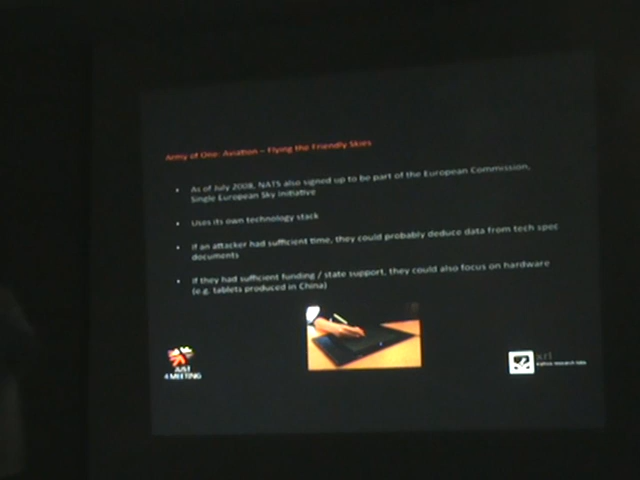 Army of One: Aviation – Flying the Friendly Skies
• As of July 2008, NATS also signed up to be part of the European Commission,
Single European Sky Initiative
• Uses its own technology stack
• If an attacker had sufficient time, they could probably deduce data from tech spec
documents
• If they had sufficient funding / state support, they could also focus on hardware
(e.g. tablets produced in China)
JUST
4 MEETING
xrl